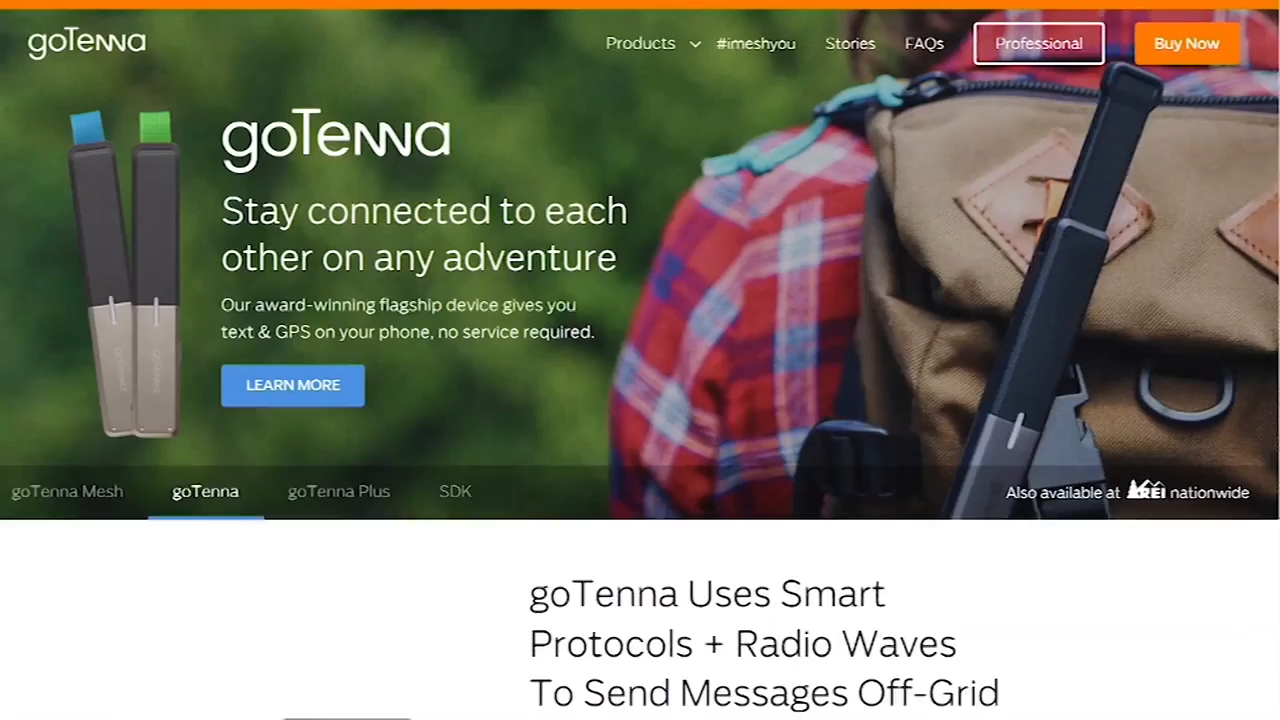 goTenna
Products
#imeshyou
Stories
FAQs
Professional
Buy Now
goTenna
Stay connected to each
other on any adventure
Our award-winning flagship device gives you
text & GPS on your phone, no service required.
LEARN MORE
goTenna Mesh
goTenna
goTenna Plus
SDK
Also available at REI nationwide
goTenna Uses Smart
Protocols + Radio Waves
To Send Messages Off-Grid